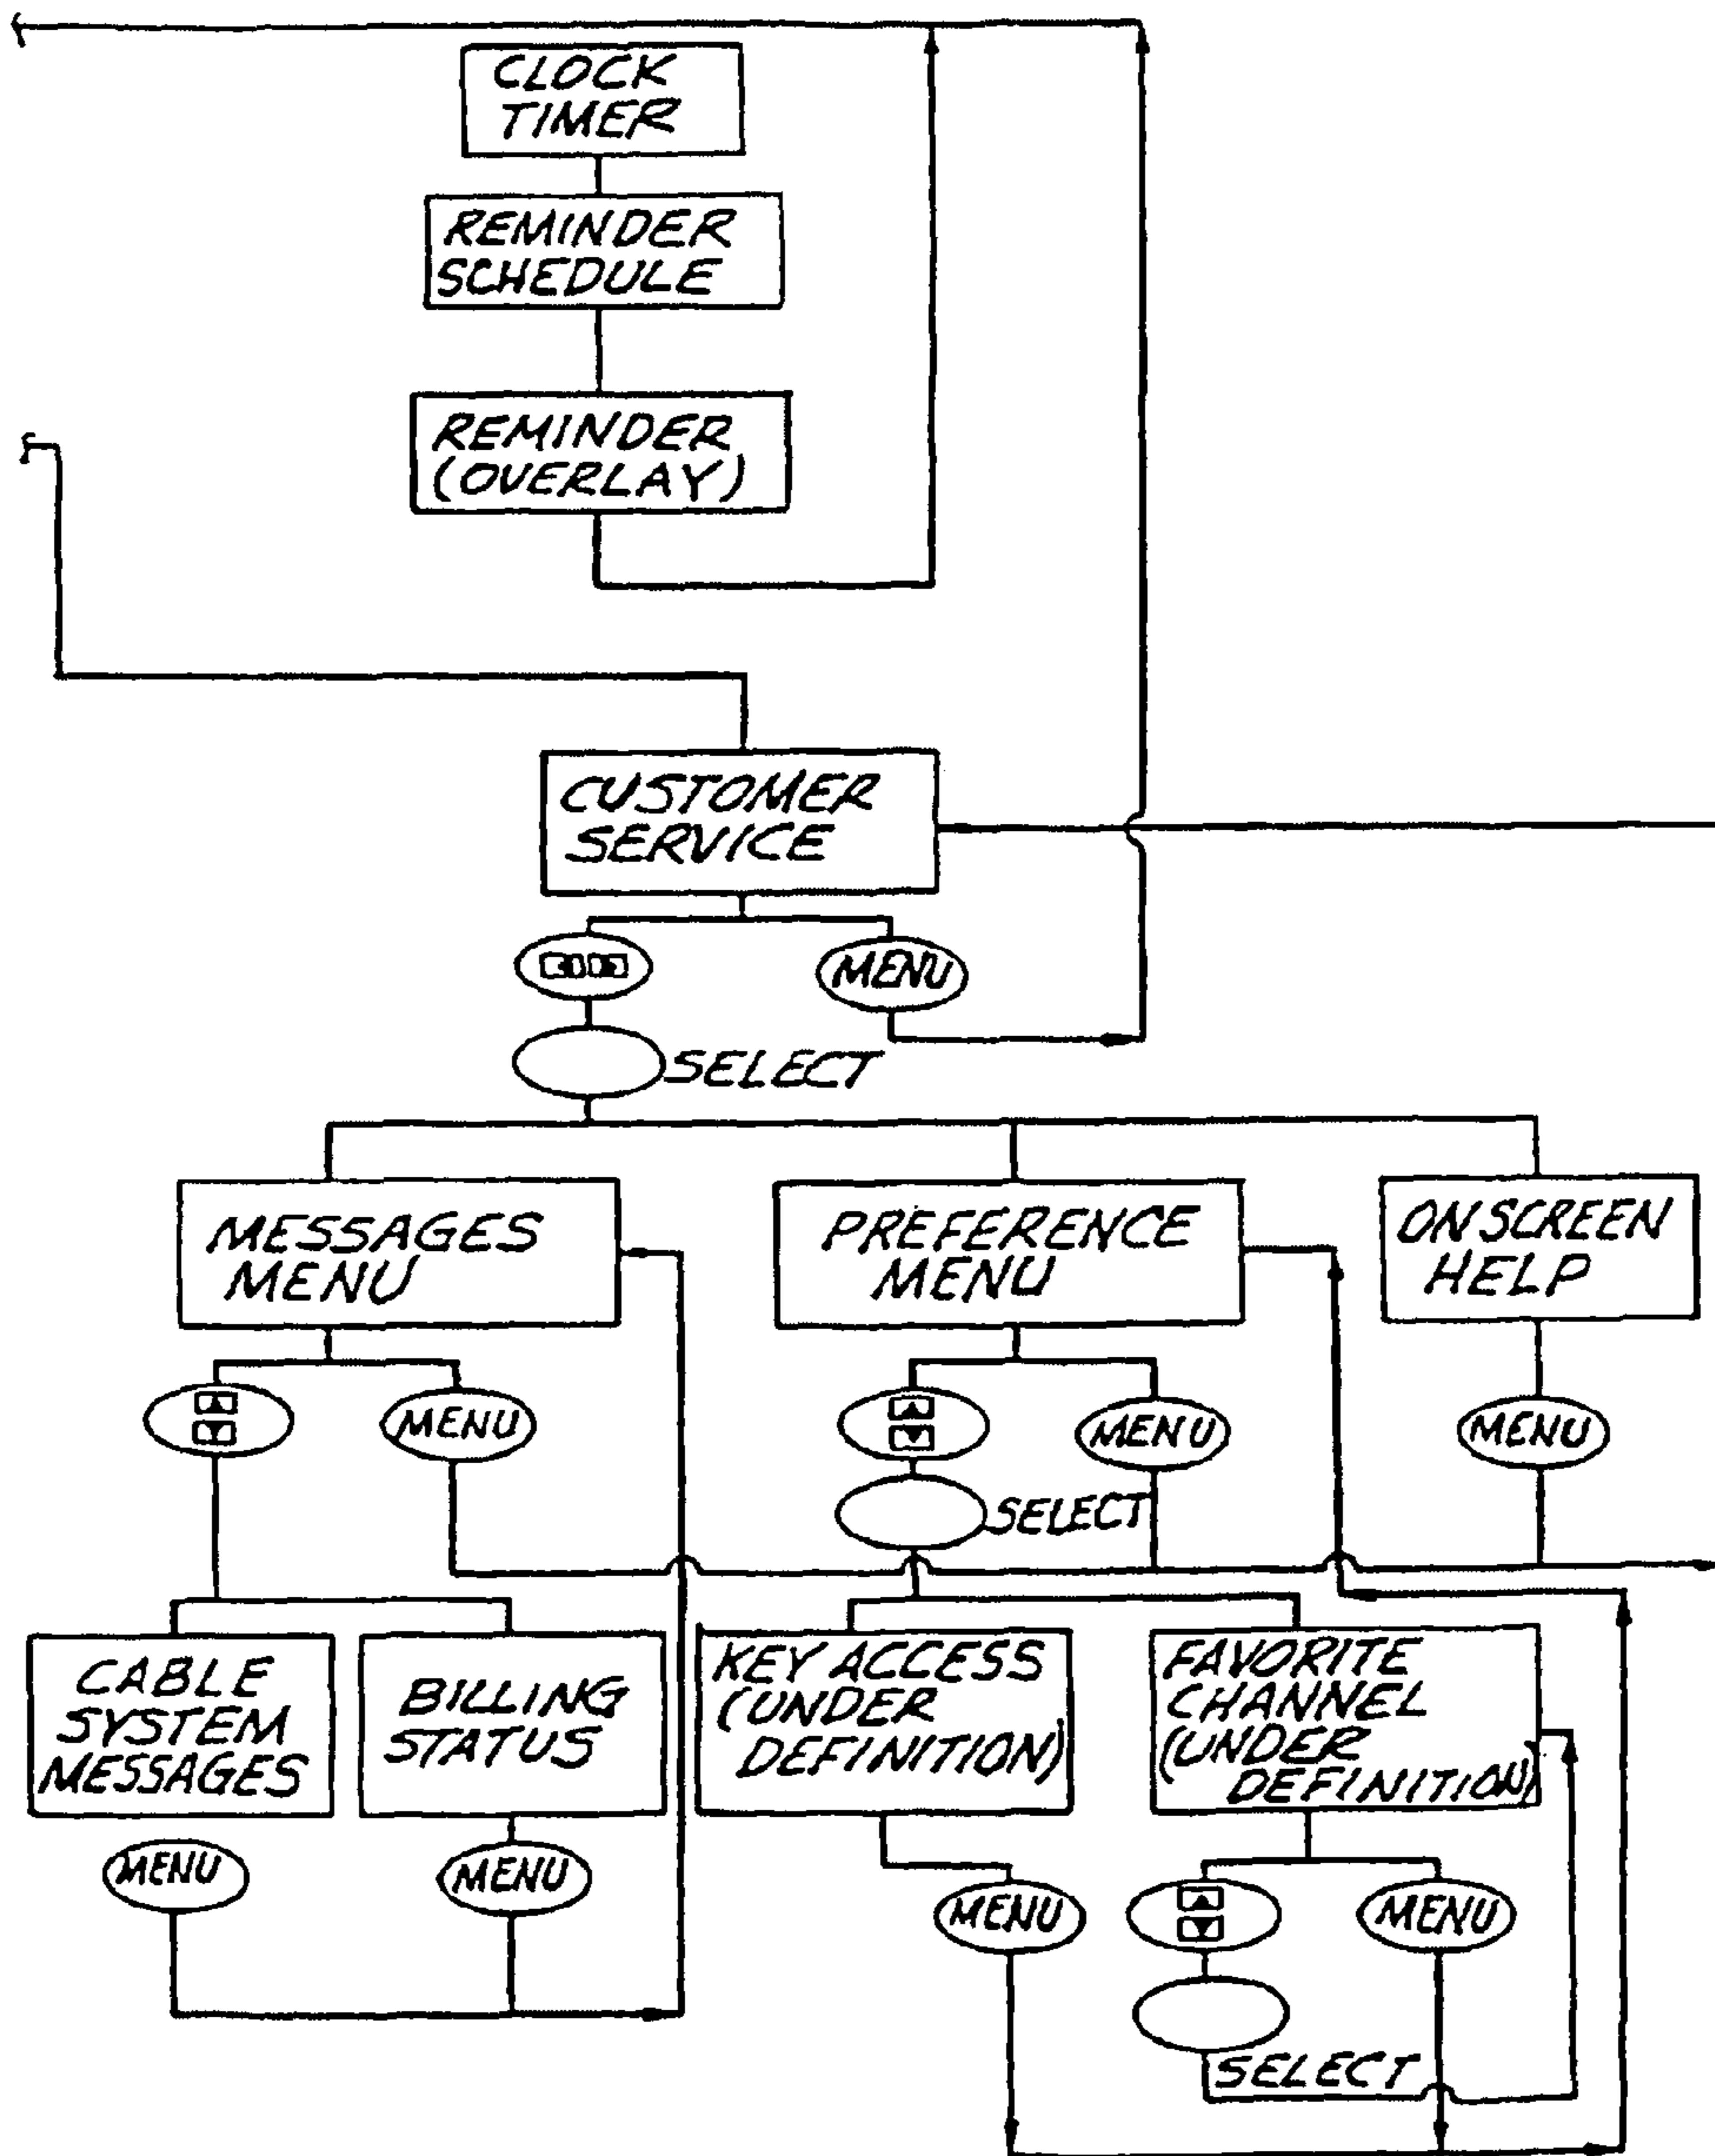 CLOCK
TIMER
REMINDER
SCHEDULE
REMINDER
(OVERLAY)
CUSTOMER
SERVICE
MENU
SELECT
MESSAGES
MENU
PREFERENCE
MENU
ON SCREEN
HELP
MENU
MENU
MENU
SELECT
CABLE
SYSTEM
MESSAGES
BILLING
STATUS
KEY ACCESS
(UNDER
DEFINITION)
FAVORITE
CHANNEL
(UNDER
DEFINITION)
MENU
MENU
MENU
MENU
SELECT